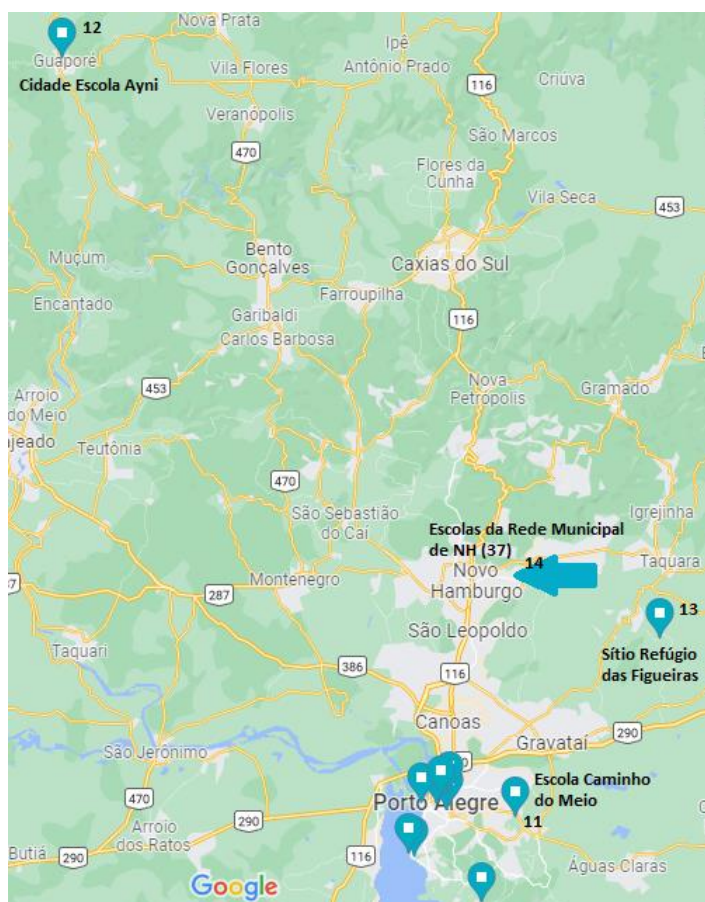 12
Nova Prata
Guaporé
Cidade Escola Ayni
Vila Flores
Ipê
Antônio Prado
116
Criúva
Veranópolis
São Marcos
470
Flores da
Cunha
Vila Seca
453
Muçum
Bento
Gonçalves
Caxias do Sul
Encantado
Farroupilha
Garibaldi
Carlos Barbosa
116
Arroio
do Meio
453
Nova
Petrópolis
Gramado
ajeado
Teutônia
470
São Sebastião
do Caí
Escolas da Rede Municipal
de NH (37)
14
Igrejinha
Taquara
Montenegro
Novo
Hamburgo
287
13
São Leopoldo
Sítio Refúgio
das Figueiras
Taquari
386
116
Canoas
290
Gravataí
São Jerônimo
Escola Caminho
do Meio
Porto Alegre
11
470
Arroio
dos Ratos
290
Butiá
290
116
Águas Claras
Google